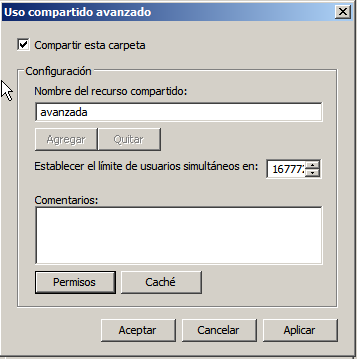 Uso compartido avanzado
Compartir esta carpeta
Configuración
Nombre del recurso compartido:
avanzada
Agregar Quitar
Establecer el límite de usuarios simultáneos en:
Comentarios:
Permisos Caché
Aceptar Cancelar Aplicar